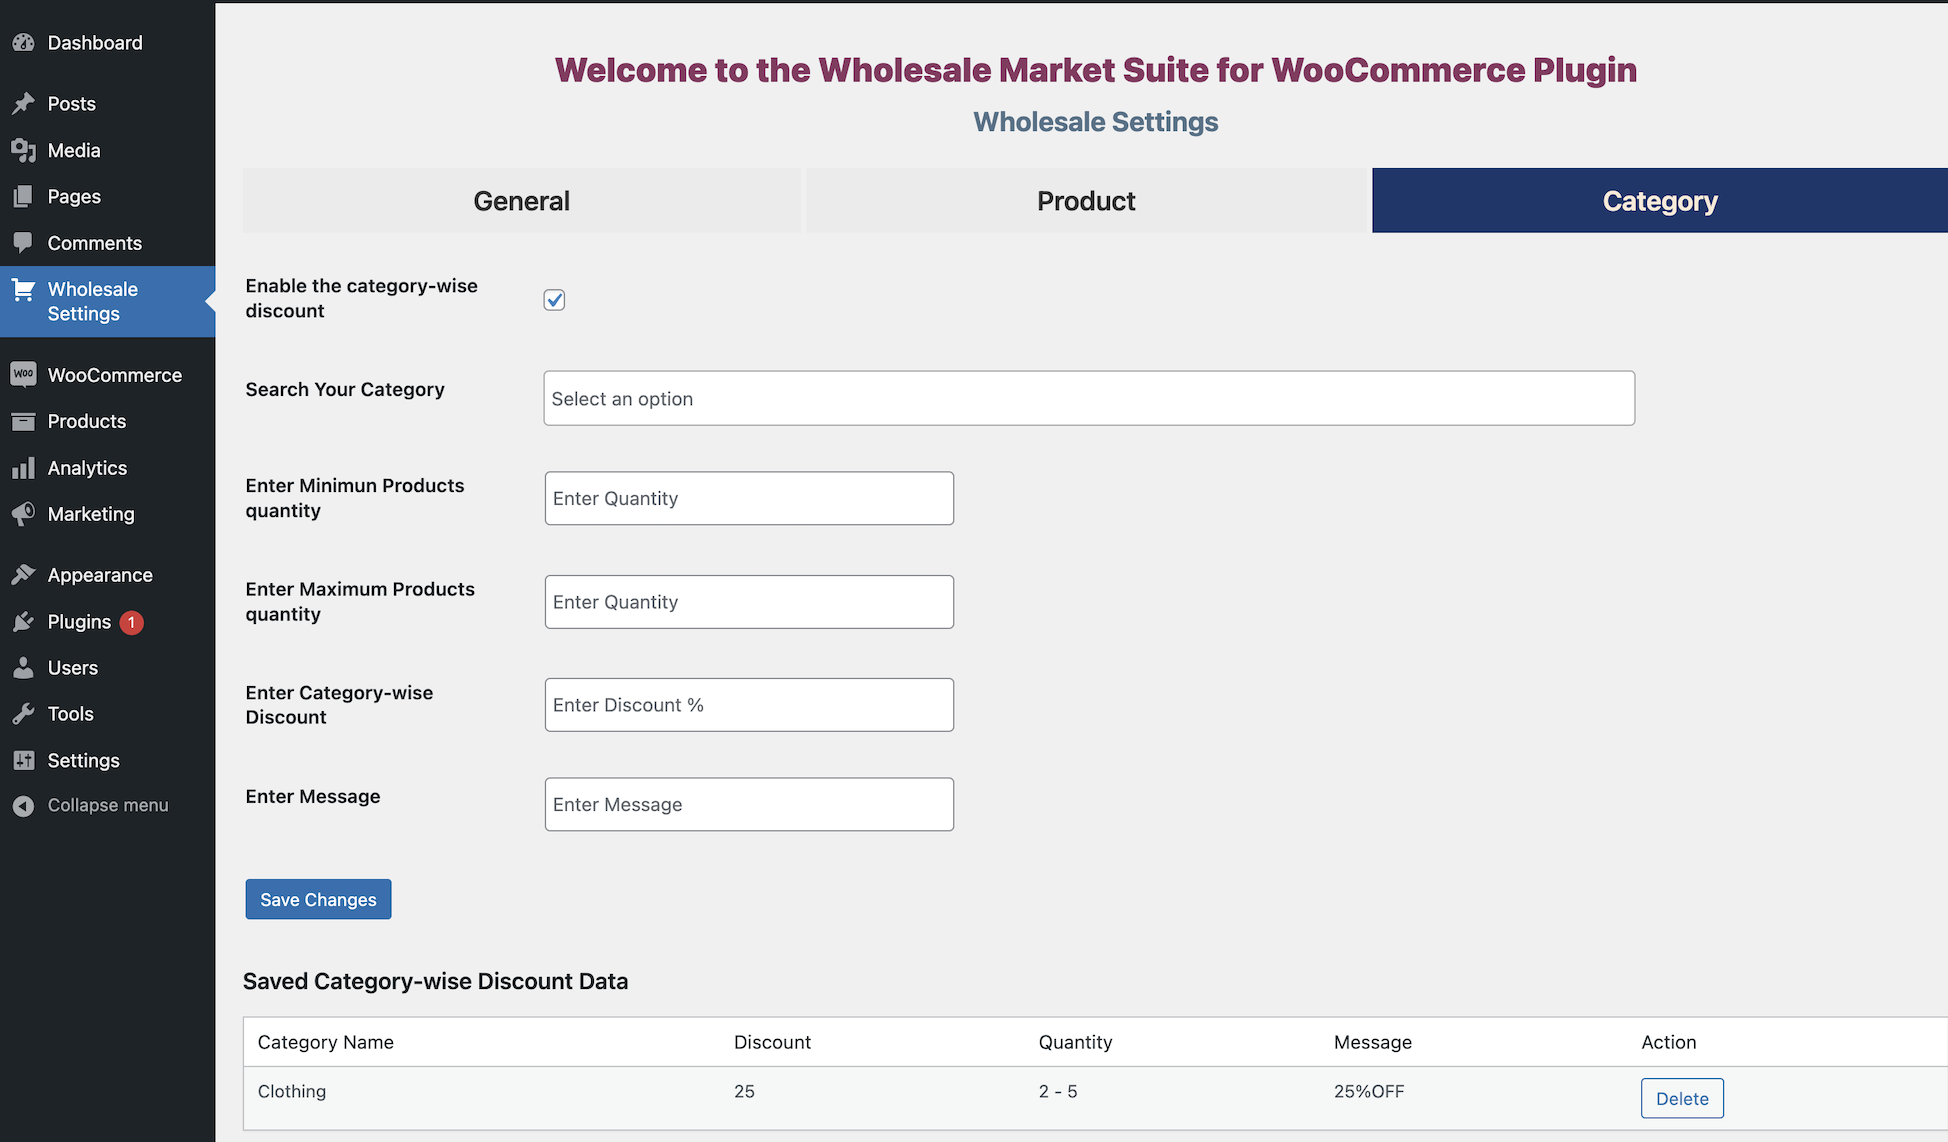 Dashboard
Posts
Media
Pages
Comments
Wholesale
Settings
WOO WooCommerce
Products
Analytics
Marketing
Appearance
Plugins 1
Users
Tools
Settings
Collapse menu
Welcome to the Wholesale Market Suite for WooCommerce Plugin
Wholesale Settings
General Product Category
Enable the category-wise
discount
Search Your Category
Select an option
Enter Minimun Products
quantity
Enter Quantity
Enter Maximum Products
quantity
Enter Quantity
Enter Category-wise
Discount
Enter Discount %
Enter Message
Enter Message
Save Changes
Saved Category-wise Discount Data
Category Name Discount Quantity Message Action
Clothing 25 2 - 5 25%OFF Delete